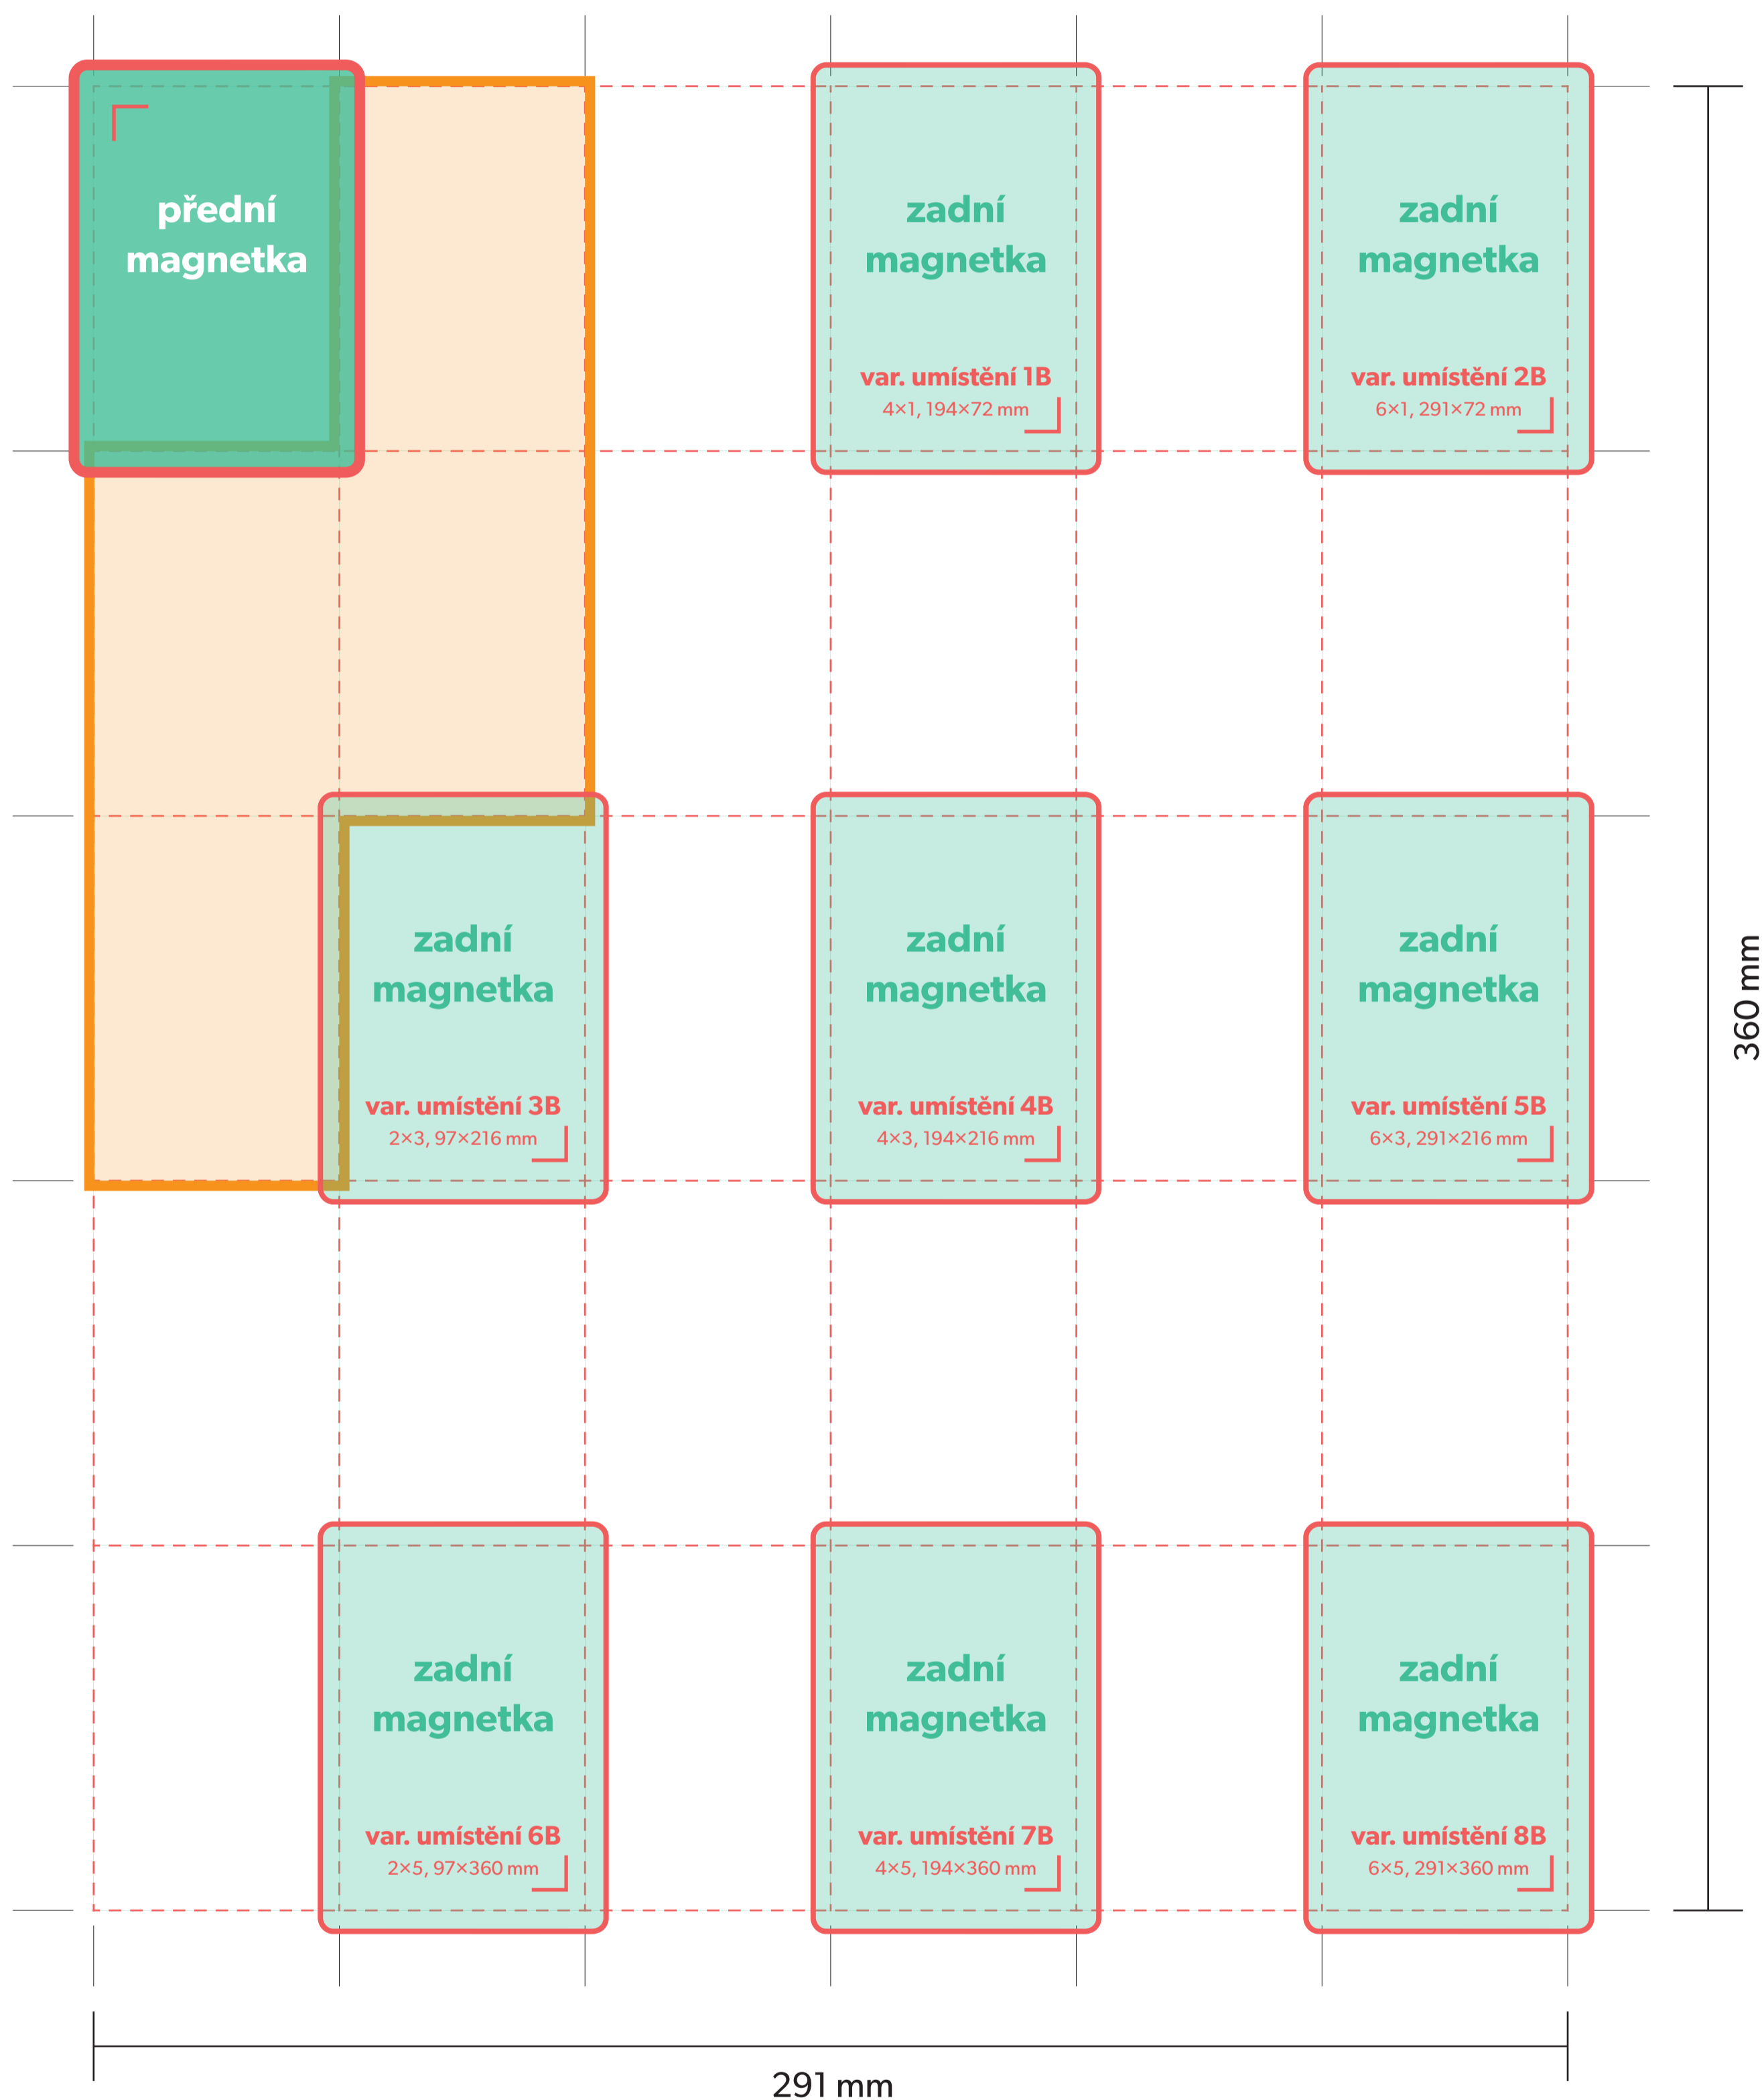 přední
magnetka
zadní
magnetka
var. umístění 1B
4×1, 194×72 mm
zadní
magnetka
var. umístění 2B
6×1, 291×72 mm
zadní
magnetka
var. umístění 3B
2×3, 97×216 mm
zadní
magnetka
var. umístění 4B
4×3, 194×216 mm
zadní
magnetka
var. umístění 5B
6×3, 291×216 mm
360 mm
zadní
magnetka
var. umístění 6B
2×5, 97×360 mm
zadní
magnetka
var. umístění 7B
4×5, 194×360 mm
zadní
magnetka
var. umístění 8B
6×5, 291×360 mm
291 mm